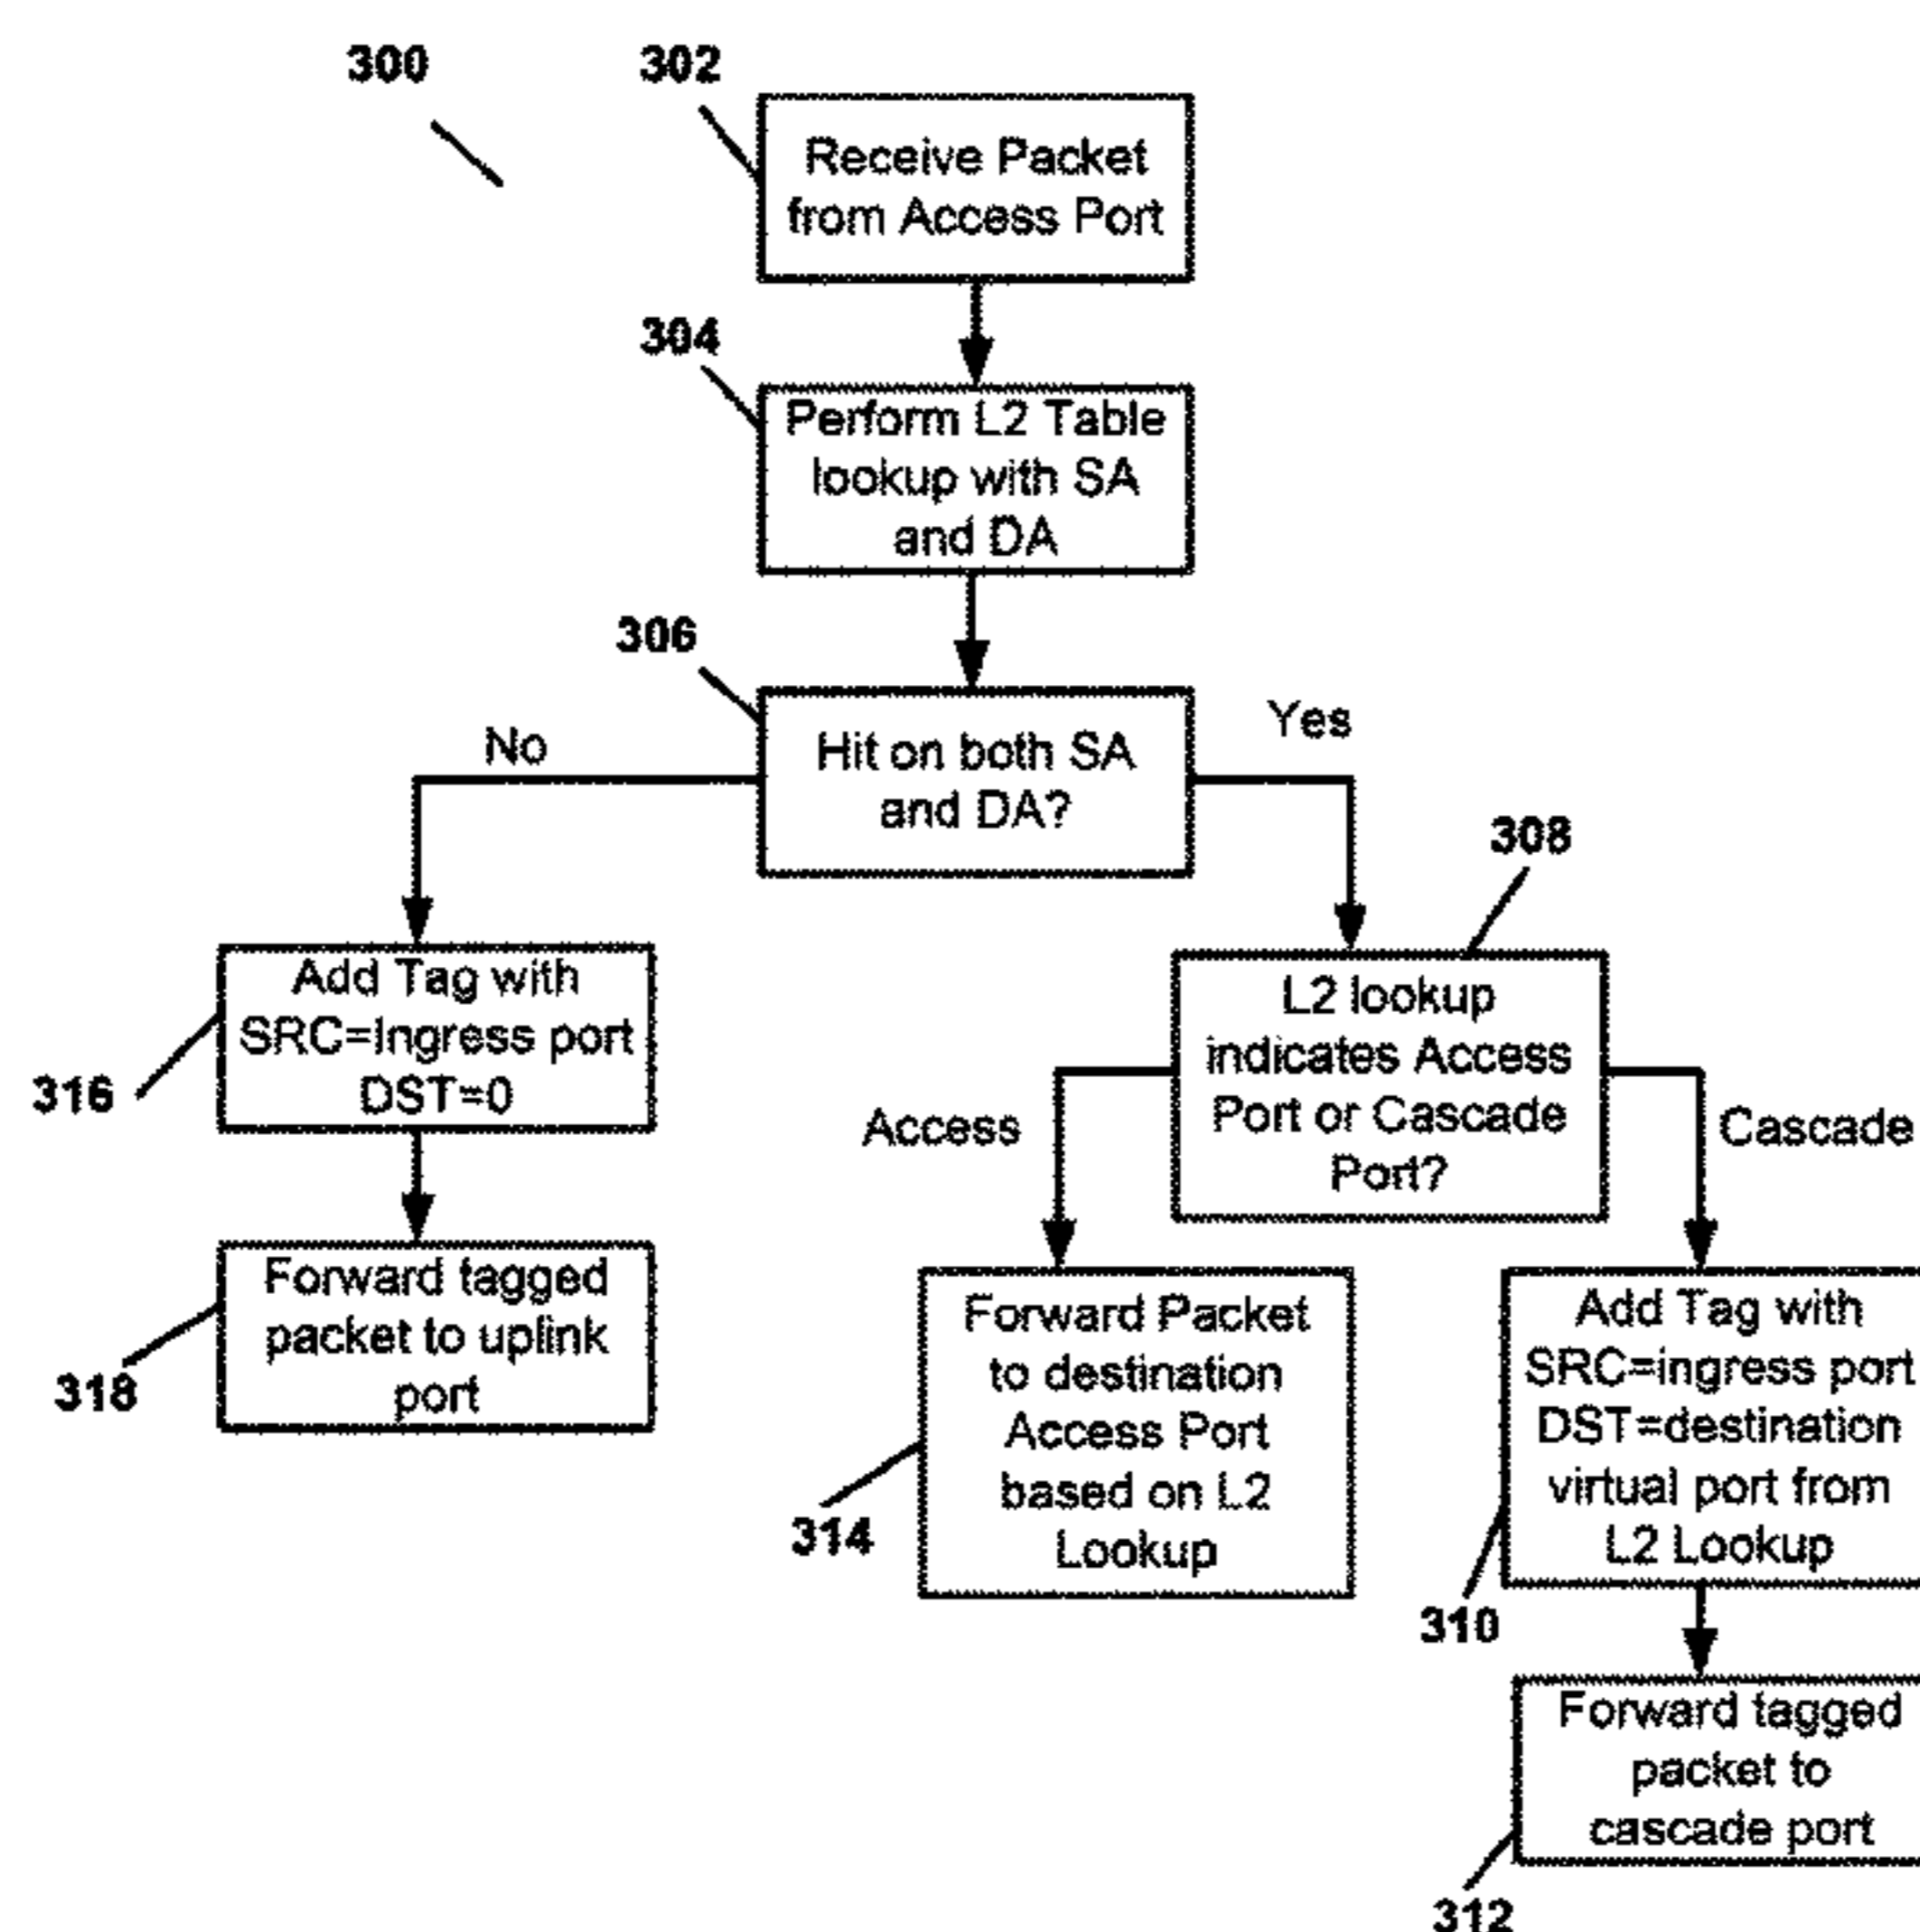 300
302
Receive Packet
from Access Port
304
Perform L2 Table
lookup with SA
and DA
306
Hit on both SA
and DA?
No
Yes
308
L2 lookup
indicates Access
Port or Cascade
Port?
316
Add Tag with
SRC=Ingress port
DST=0
Access
Cascade
318
Forward tagged
packet to uplink
port
314
Forward Packet
to destination
Access Port
based on L2
Lookup
310
Add Tag with
SRC=ingress port
DST=destination
virtual port from
L2 Lookup
312
Forward tagged
packet to
cascade port